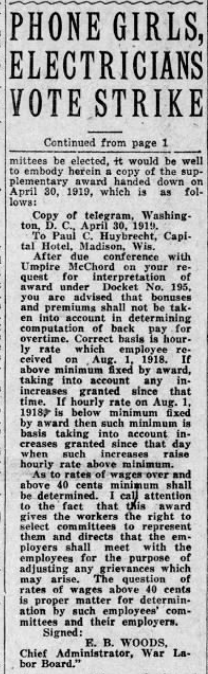 PHONE GIRLS,
ELECTRICIANS
VOTE STRIKE
Continued from page 1
mittees be elected, it would be well
to embody herein a copy of the sup-
plementary award handed down on
April 30, 1919, which is as fol-
lows:
Copy of telegram, Washing-
ton, D. C., April 30, 1919.
To Paul C. Huybrecht, Capi-
tal Hotel, Madison, Wis.
After due conference with
Umpire McChord on your re-
quest for interpretation of
award under Docket No. 195,
you are advised that bonuses
and premiums shall not be tak-
en into account in determining
computation of back pay for
overtime. Correct basis is hour-
ly rate which employee re-
ceived on Aug. 1, 1918. If
above minimum fixed by award,
taking into account any in-
increases granted since that
time. If hourly rate on Aug. 1,
1918, is below minimum fixed
by award then such minimum is
basis taking into account in-
creases granted since that day
when such increases raise
hourly rate above minimum.
As to rates of wages over and
above 40 cents minimum shall
be determined. I call attention
to the fact that this award
gives the workers the right to
select committees to represent
them and directs that the em-
ployers shall meet with the
employees for the purpose of
adjusting any grievances which
may arise. The question of
rates of wages above 40 cents
is proper matter for determin-
ation by such employees' com-
mittees and their employers.
Signed:
E. B. WOODS,
Chief Administrator, War La-
bor Board."